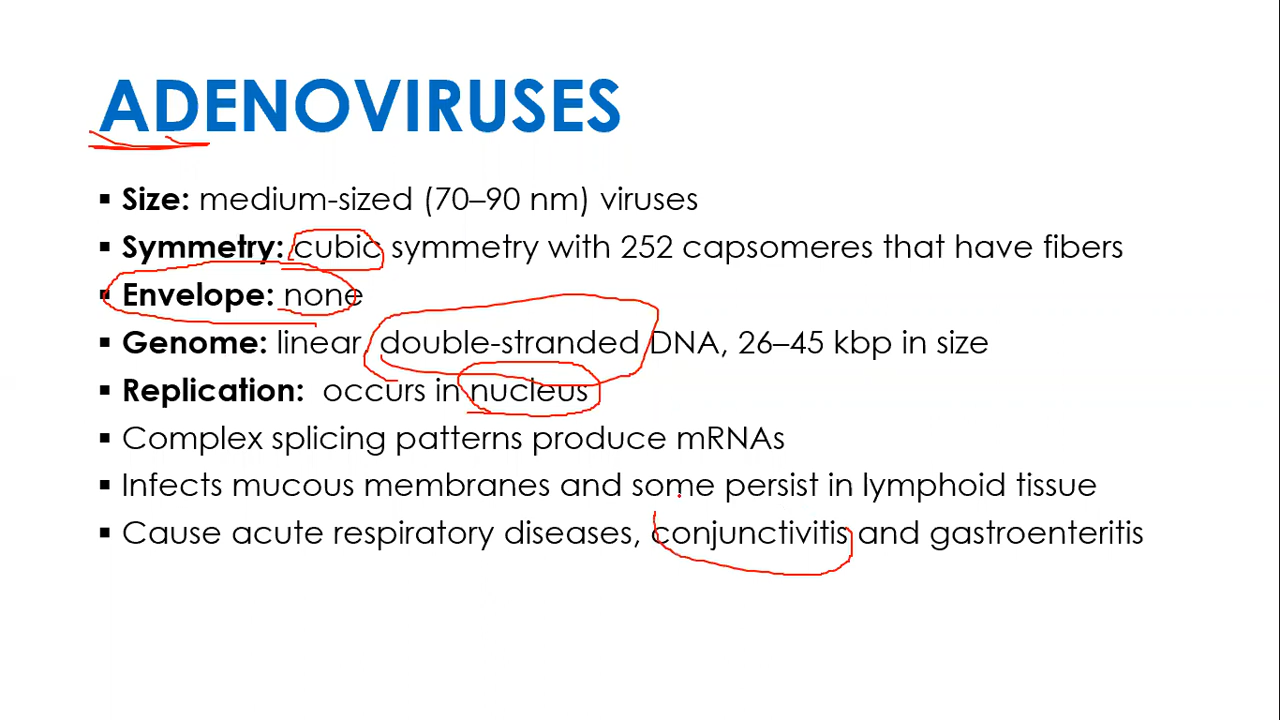 ADENOVIRUSES
▪ Size: medium-sized (70–90 nm) viruses
▪ Symmetry: cubic symmetry with 252 capsomeres that have fibers
▪ Envelope: none
▪ Genome: linear, double-stranded DNA, 26–45 kbp in size
▪ Replication: occurs in nucleus
▪ Complex splicing patterns produce mRNAs
▪ Infects mucous membranes and some persist in lymphoid tissue
▪ Cause acute respiratory diseases, conjunctivitis and gastroenteritis